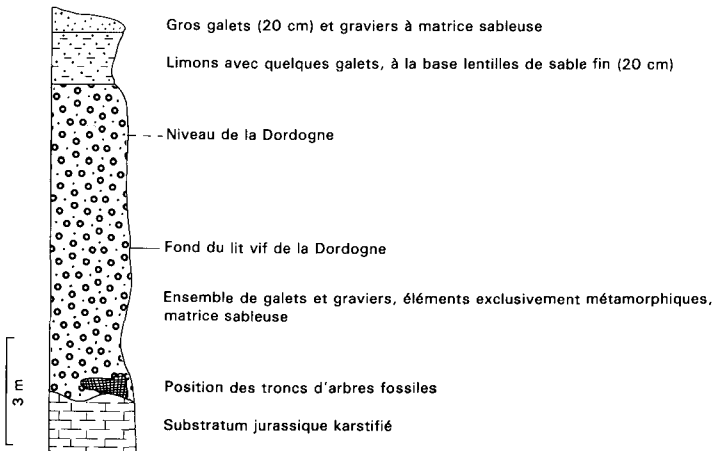 Gros galets (20 cm) et graviers à matrice sableuse
Limons avec quelques galets, à la base lentilles de sable fin (20 cm)
Niveau de la Dordogne
Fond du lit vif de la Dordogne
Ensemble de galets et graviers, éléments exclusivement métamorphiques,
matrice sableuse
3 m
Position des troncs d'arbres fossiles
Substratum jurassique karstifié